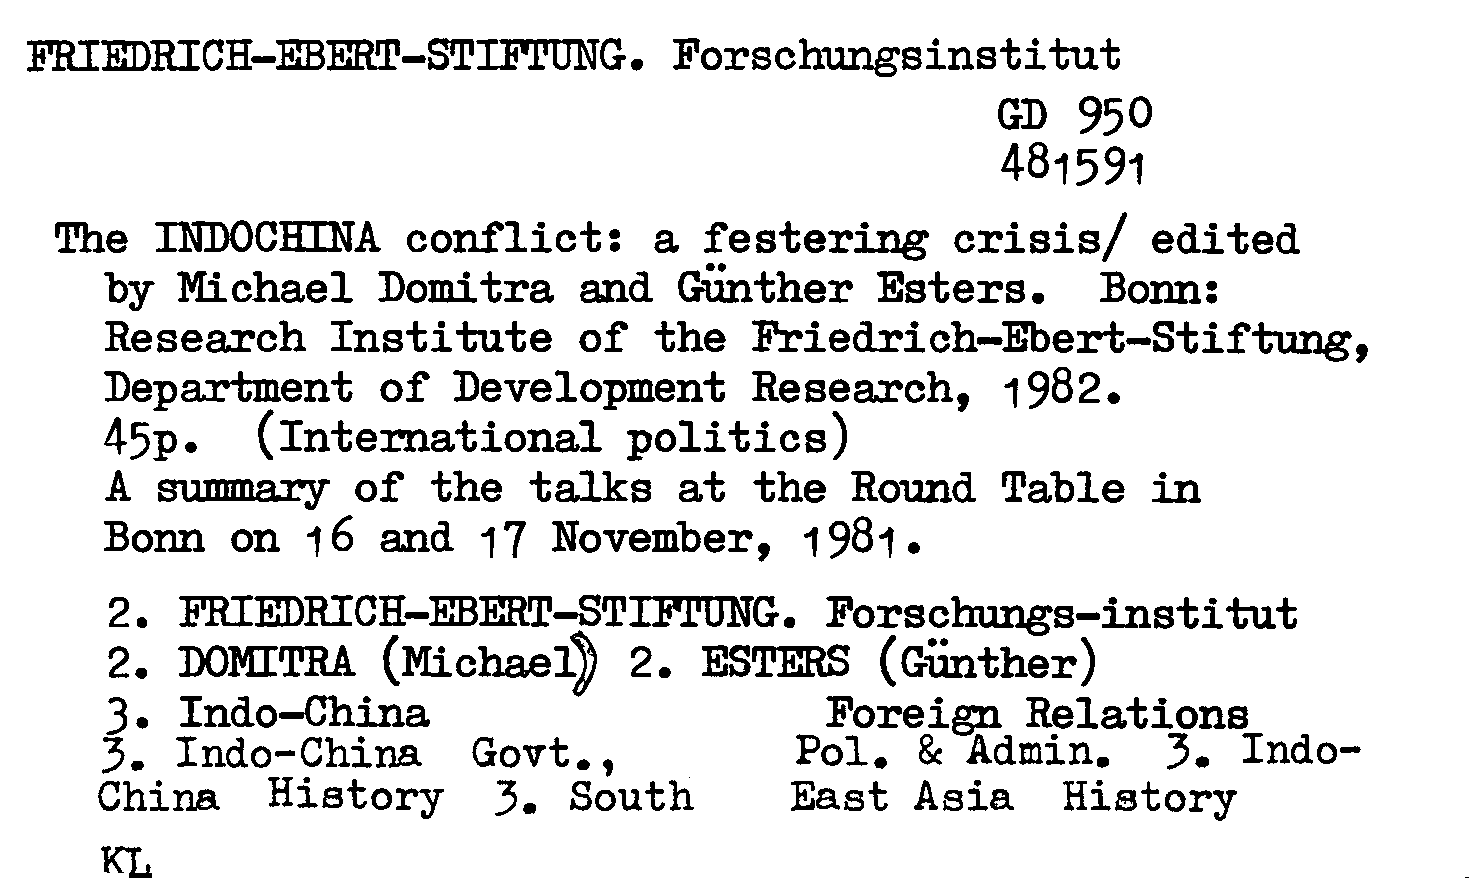 FRIEDRICH-EBERT-STIFTUNG. Forschungsinstitut
GD 950
481591
The INDOCHINA conflict: a festering crisis/ edited
by Michael Domitra and Günther Esters. Bonn:
Research Institute of the Friedrich-Ebert-Stiftung,
Department of Development Research, 1982.
45p. (International politics)
A summary of the talks at the Round Table in
Bonn on 16 and 17 November, 1981.
2. FRIEDRICH-EBERT-STIFTUNG. Forschungs-institut
2. DOMITRA (Michael) 2. ESTERS (Günther)
3. Indo-China Foreign Relations
3. Indo-China Govt., Pol. & Admin. 3. Indo-
China History 3. South East Asia History
KL